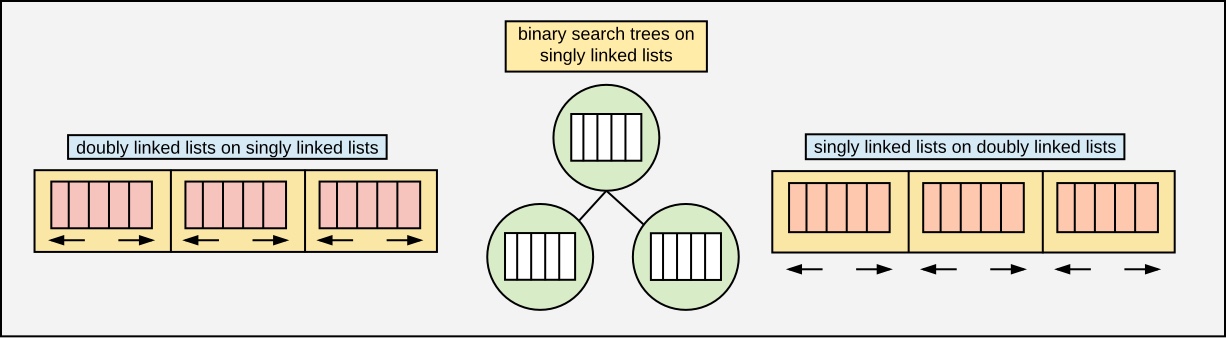 binary search trees on
singly linked lists
doubly linked lists on singly linked lists
singly linked lists on doubly linked lists